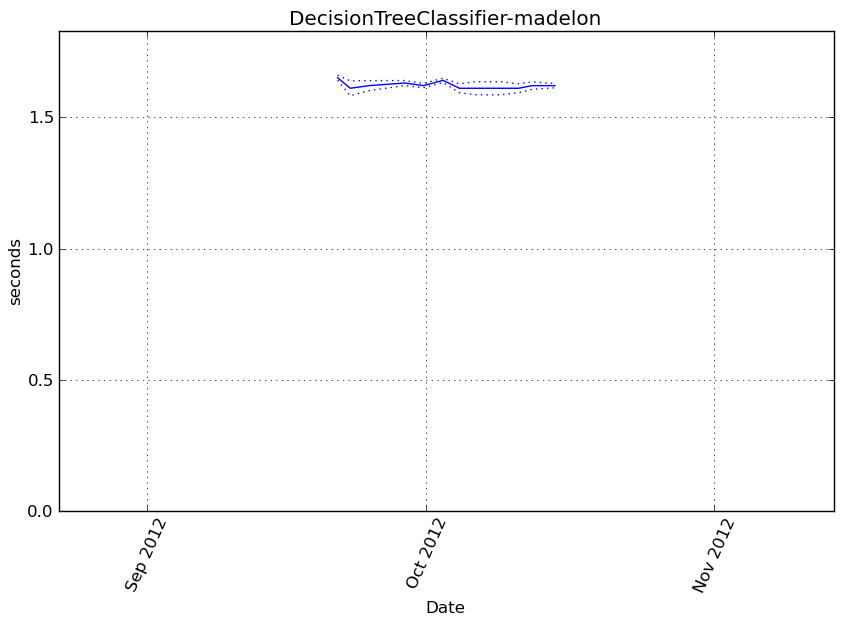 DecisionTreeClassifier-madelon
seconds
1.5
1.0
0.5
0.0
Sep 2012
Oct 2012
Nov 2012
Date